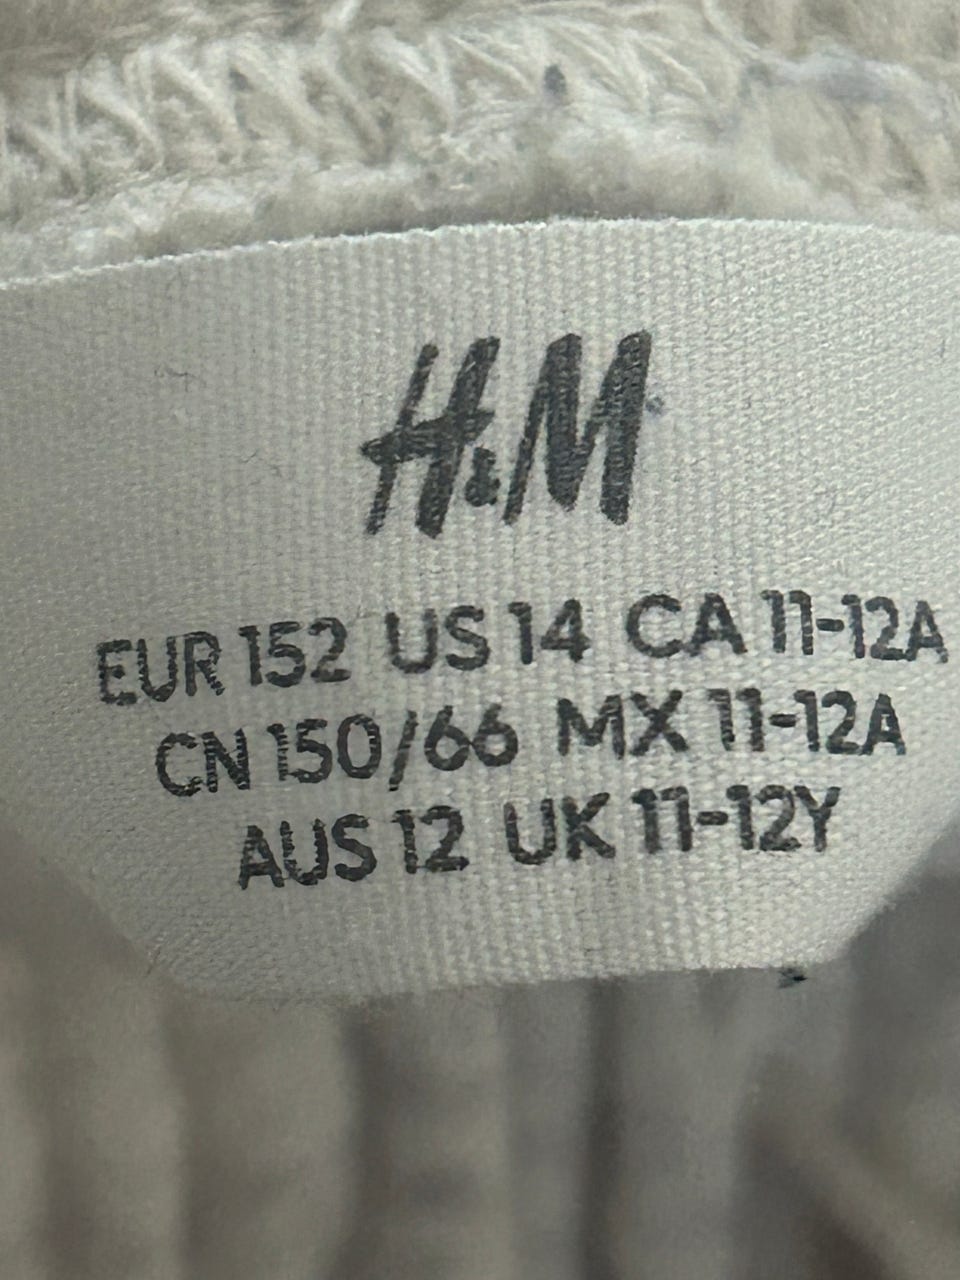 H&M
EUR 152 US 14 CA 11-12A
CN 150/66 MX 11-12A
AUS 12 UK 11-12Y